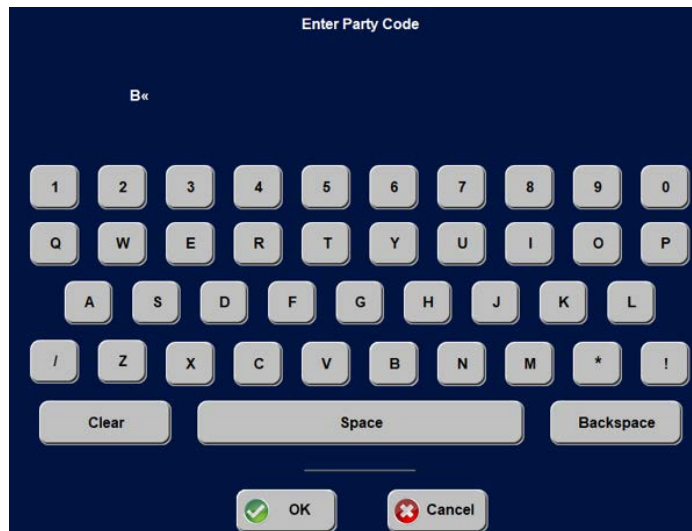 Enter Party Code
B«
1 2 3 4 5 6 7 8 9 0
Q W E R T Y U I O P
A S D F G H J K L
/ Z X C V B N M * !
Clear Space Backspace
OK Cancel